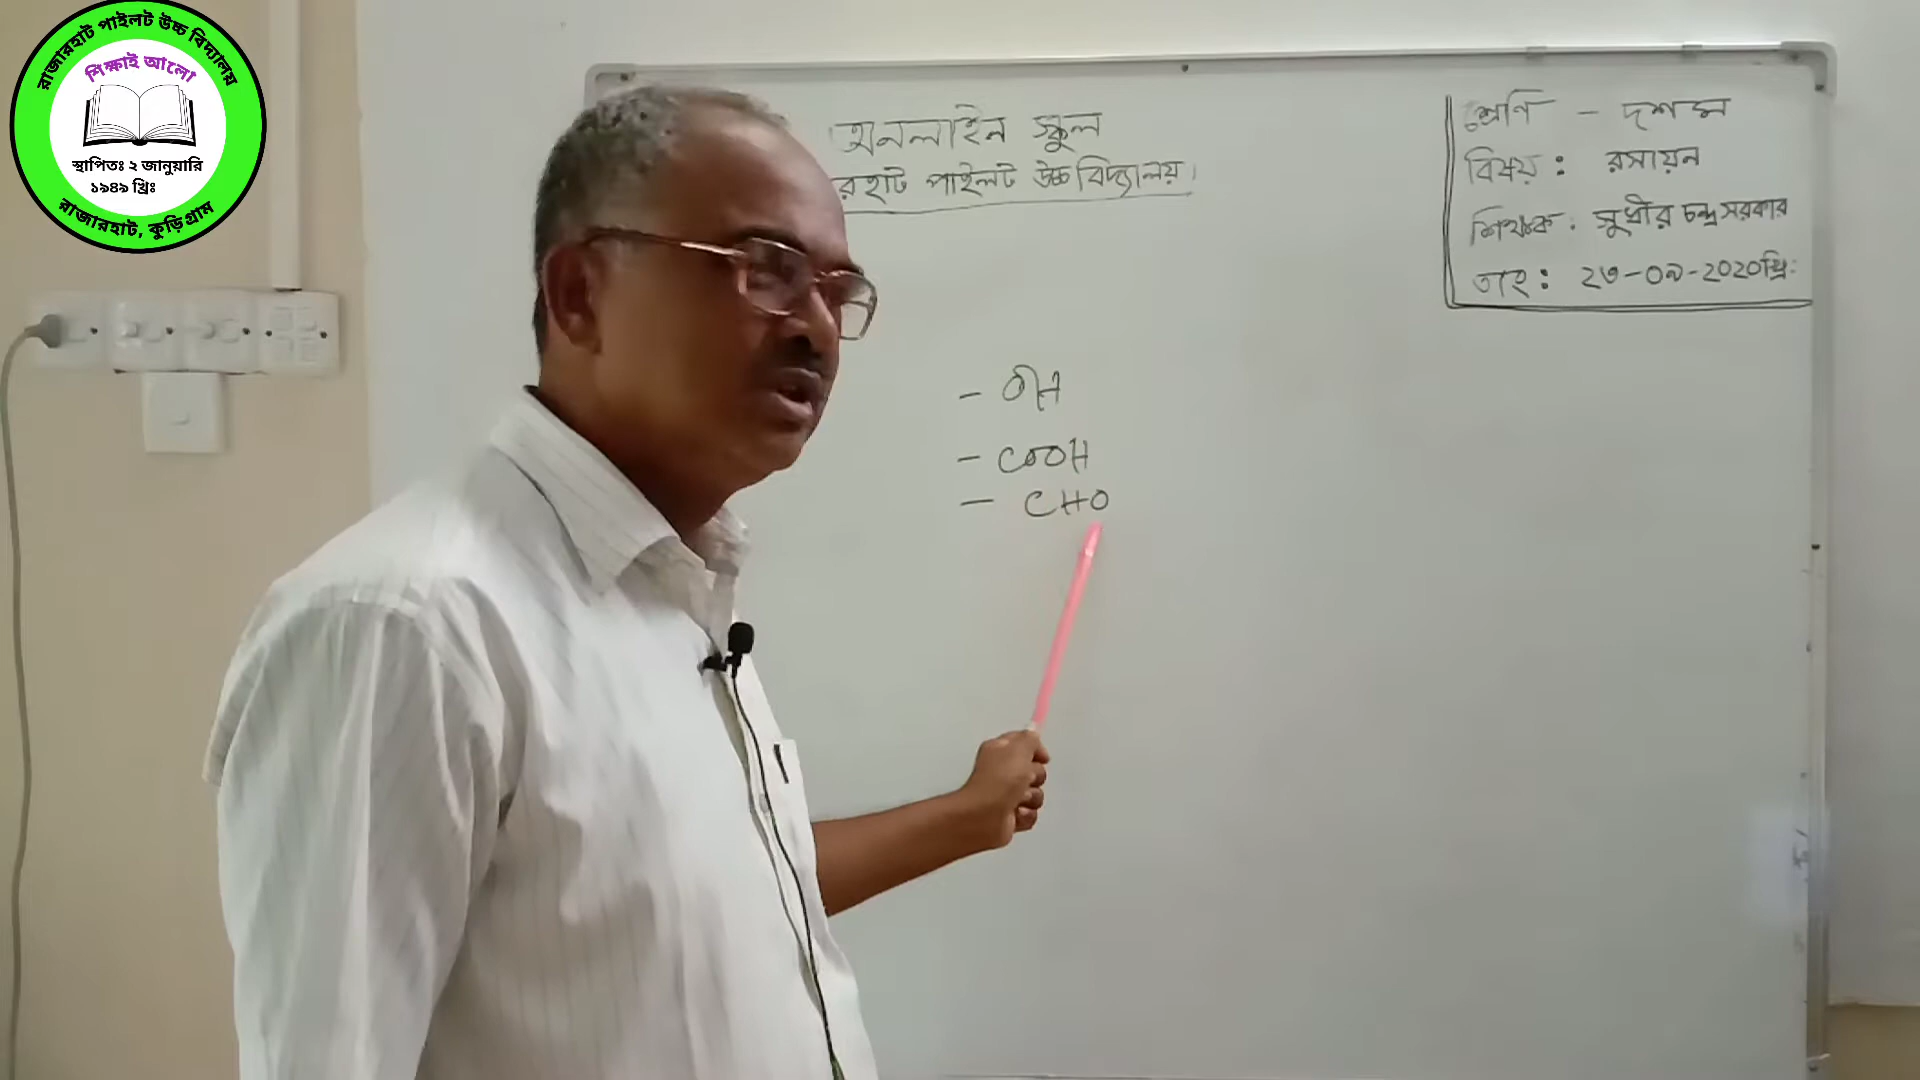 রাজারহাট পাইলট উচ্চ বিদ্যালয়
শিক্ষাই আলো
স্থাপিতঃ ২ জানুয়ারি
১৯৪৯ খ্রিঃ
রাজারহাট, কুড়িগ্রাম
অনলাইন স্কুল
রহাট পাইলট উচ্চ বিদ্যালয়।
শ্রেণি - দশম
বিষয়: রসায়ন
শিক্ষক: সুধীর চন্দ্র সরকার
তাং: ২৩-০৯-2020খ্রি:
- OH
- COOH
- CHO